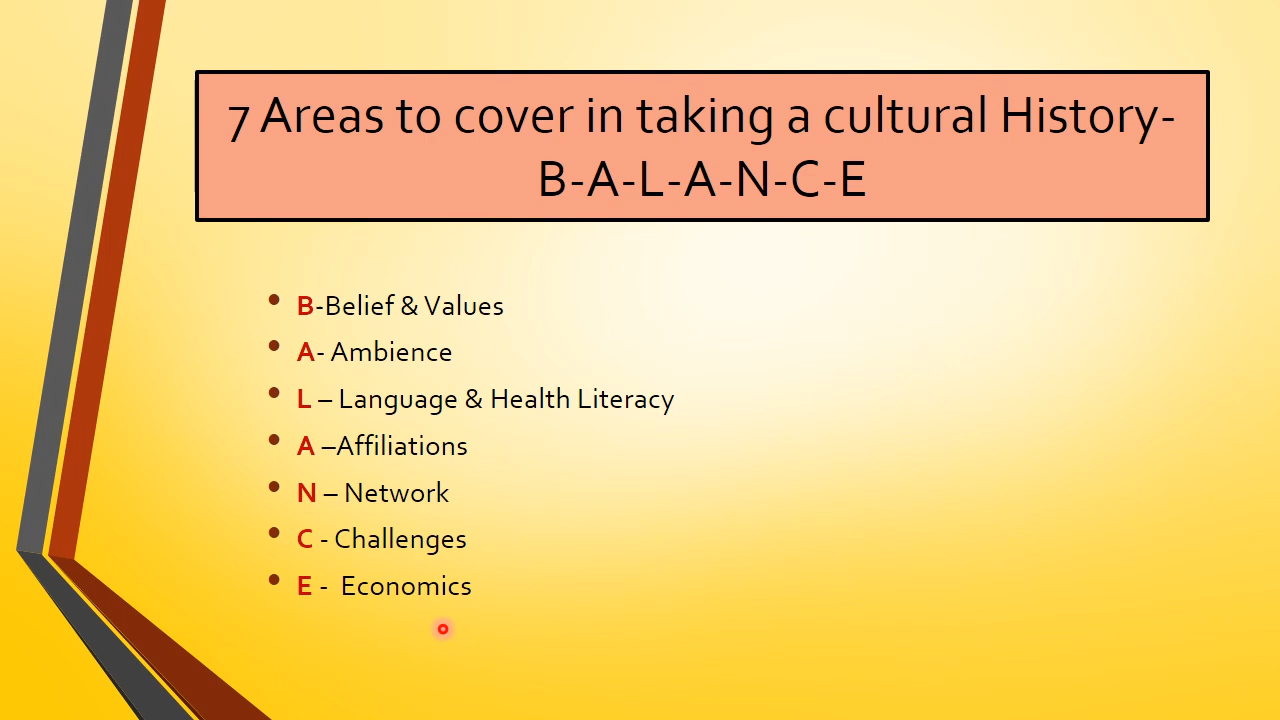 7 Areas to cover in taking a cultural History-
B-A-L-A-N-C-E
• B-Belief & Values
• A- Ambience
• L – Language & Health Literacy
• A –Affiliations
• N – Network
• C - Challenges
• E -  Economics